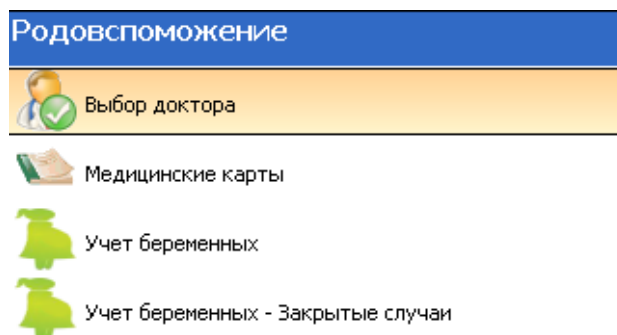 Родовспоможение
Выбор доктора
Медицинские карты
Учет беременных
Учет беременных - Закрытые случаи